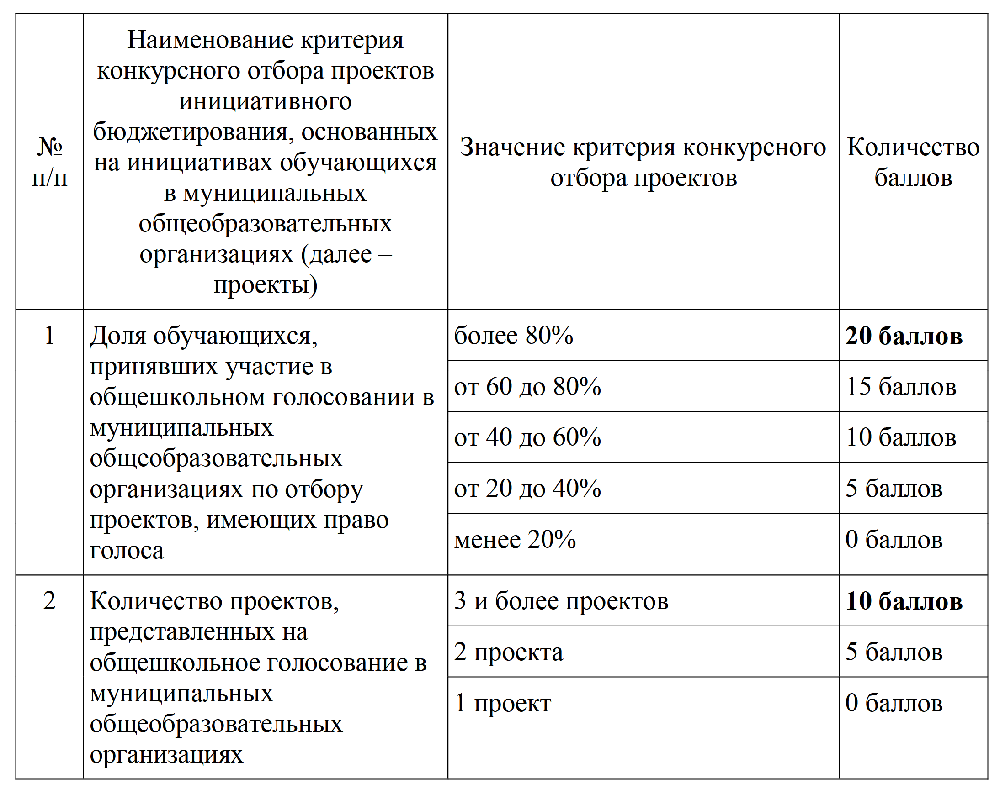 №
п/п
Наименование критерия
конкурсного отбора проектов
инициативного
бюджетирования, основанных
на инициативах обучающихся
в муниципальных
общеобразовательных
организациях (далее –
проекты)
Значение критерия конкурсного
отбора проектов
Количество
баллов
1
Доля обучающихся,
принявших участие в
общешкольном голосовании в
муниципальных
общеобразовательных
организациях по отбору
проектов, имеющих право
голоса
более 80%
20 баллов
от 60 до 80%
15 баллов
от 40 до 60%
10 баллов
от 20 до 40%
5 баллов
менее 20%
0 баллов
2
Количество проектов,
представленных на
общешкольное голосование в
муниципальных
общеобразовательных
организациях
3 и более проектов
10 баллов
2 проекта
5 баллов
1 проект
0 баллов